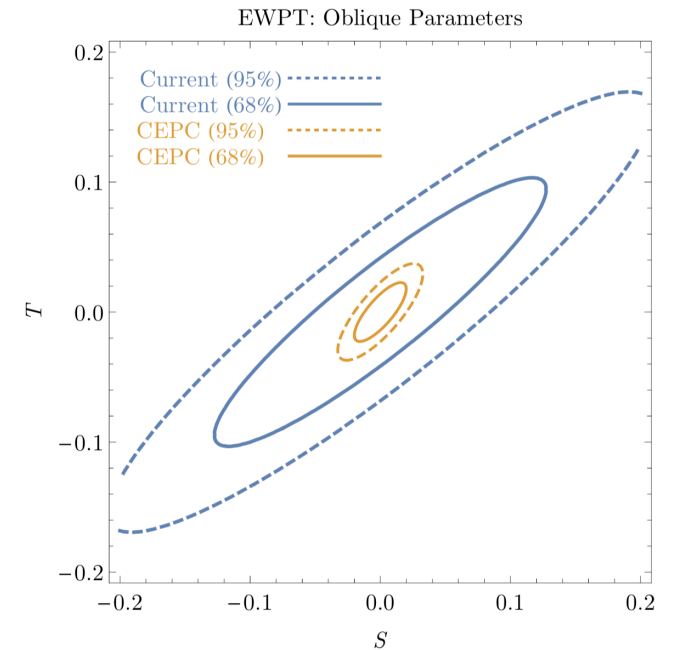 EWPT: Oblique Parameters
Current (95%)
Current (68%)
CEPC (95%)
CEPC (68%)
0.2
0.1
0.0
−0.1
−0.2
T
−0.2 −0.1 0.0 0.1 0.2
S